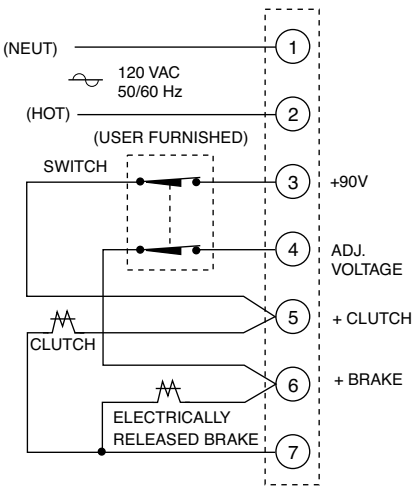 (NEUT)
1
120 VAC
50/60 Hz
(HOT)
2
(USER FURNISHED)
SWITCH
3
+90V
4
ADJ.
VOLTAGE
5
+ CLUTCH
CLUTCH
6
+ BRAKE
ELECTRICALLY
RELEASED BRAKE
7